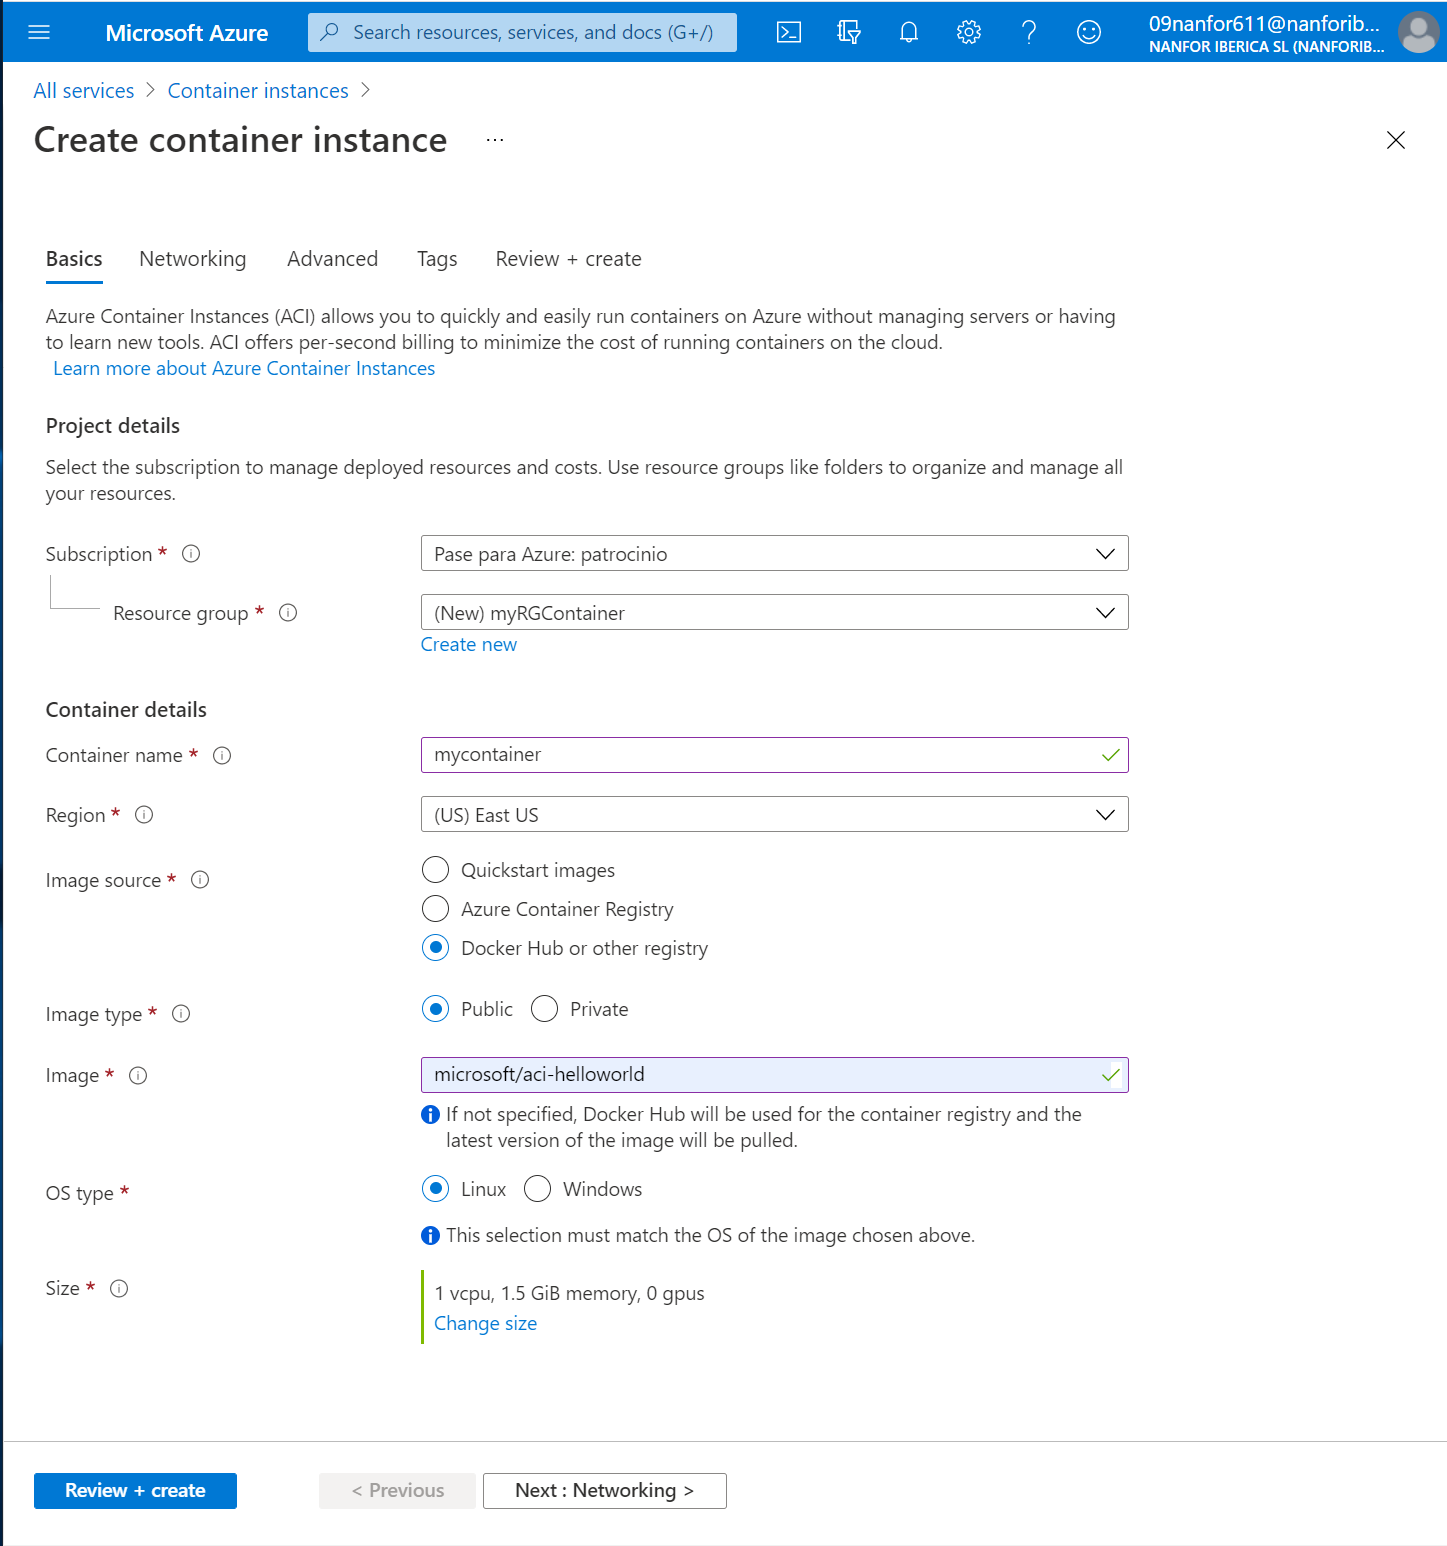 Microsoft Azure
Search resources, services, and docs (G+/)
09nanfor611@nanforib...
NANFOR IBERICA SL (NANFORIB...
All services > Container instances >
Create container instance ...
Basics Networking Advanced Tags Review + create
Azure Container Instances (ACI) allows you to quickly and easily run containers on Azure without managing servers or having
to learn new tools. ACI offers per-second billing to minimize the cost of running containers on the cloud.
Learn more about Azure Container Instances
Project details
Select the subscription to manage deployed resources and costs. Use resource groups like folders to organize and manage all
your resources.
Subscription *
Pase para Azure: patrocinio
Resource group *
(New) myRGContainer
Create new
Container details
Container name *
mycontainer
Region *
(US) East US
Image source *
Quickstart images
Azure Container Registry
Docker Hub or other registry
Image type *
Public Private
Image *
microsoft/aci-helloworld
If not specified, Docker Hub will be used for the container registry and the
latest version of the image will be pulled.
OS type *
Linux Windows
This selection must match the OS of the image chosen above.
Size *
1 vcpu, 1.5 GiB memory, 0 gpus
Change size
Review + create < Previous Next : Networking >